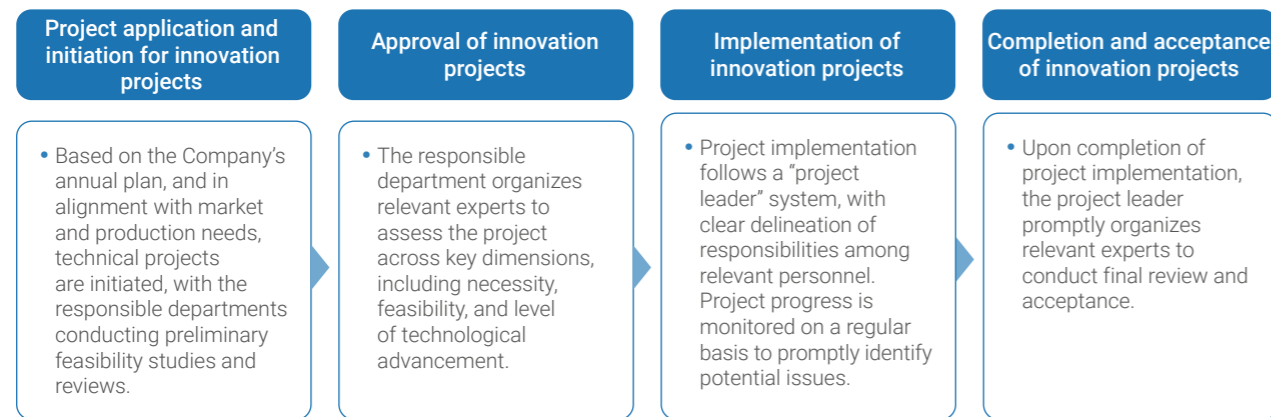 Project application and
initiation for innovation
projects
• Based on the Company’s
annual plan, and in
alignment with market
and production needs,
technical projects
are initiated, with the
responsible departments
conducting preliminary
feasibility studies and
reviews.
Approval of innovation
projects
• The responsible
department organizes
relevant experts to
assess the project
across key dimensions,
including necessity,
feasibility, and level
of technological
advancement.
Implementation of
innovation projects
• Project implementation
follows a “project
leader” system, with
clear delineation of
responsibilities among
relevant personnel.
Project progress is
monitored on a regular
basis to promptly identify
potential issues.
Completion and acceptance
of innovation projects
• Upon completion of
project implementation,
the project leader
promptly organizes
relevant experts to
conduct final review and
acceptance.